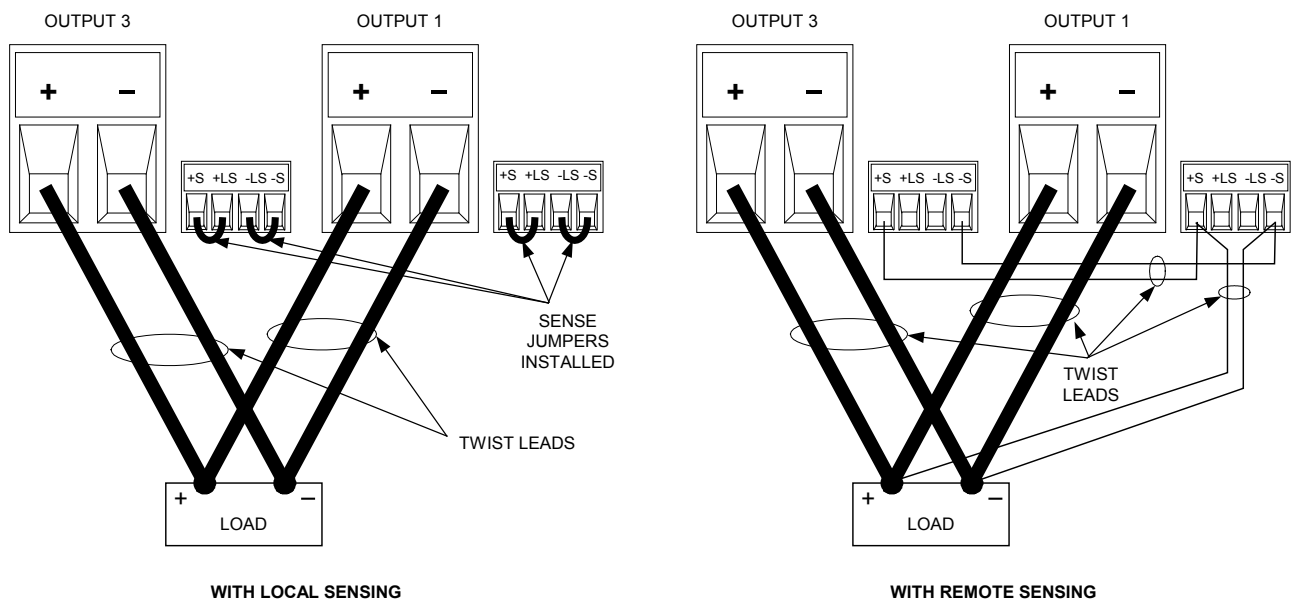 OUTPUT 3
OUTPUT 1
+ −
+ −
+S +LS -LS -S
+S +LS -LS -S
SENSE
JUMPERS
INSTALLED
TWIST LEADS
+ −
LOAD
WITH LOCAL SENSING
OUTPUT 3
OUTPUT 1
+ −
+ −
+S +LS -LS -S
+S +LS -LS -S
TWIST
LEADS
+ −
LOAD
WITH REMOTE SENSING